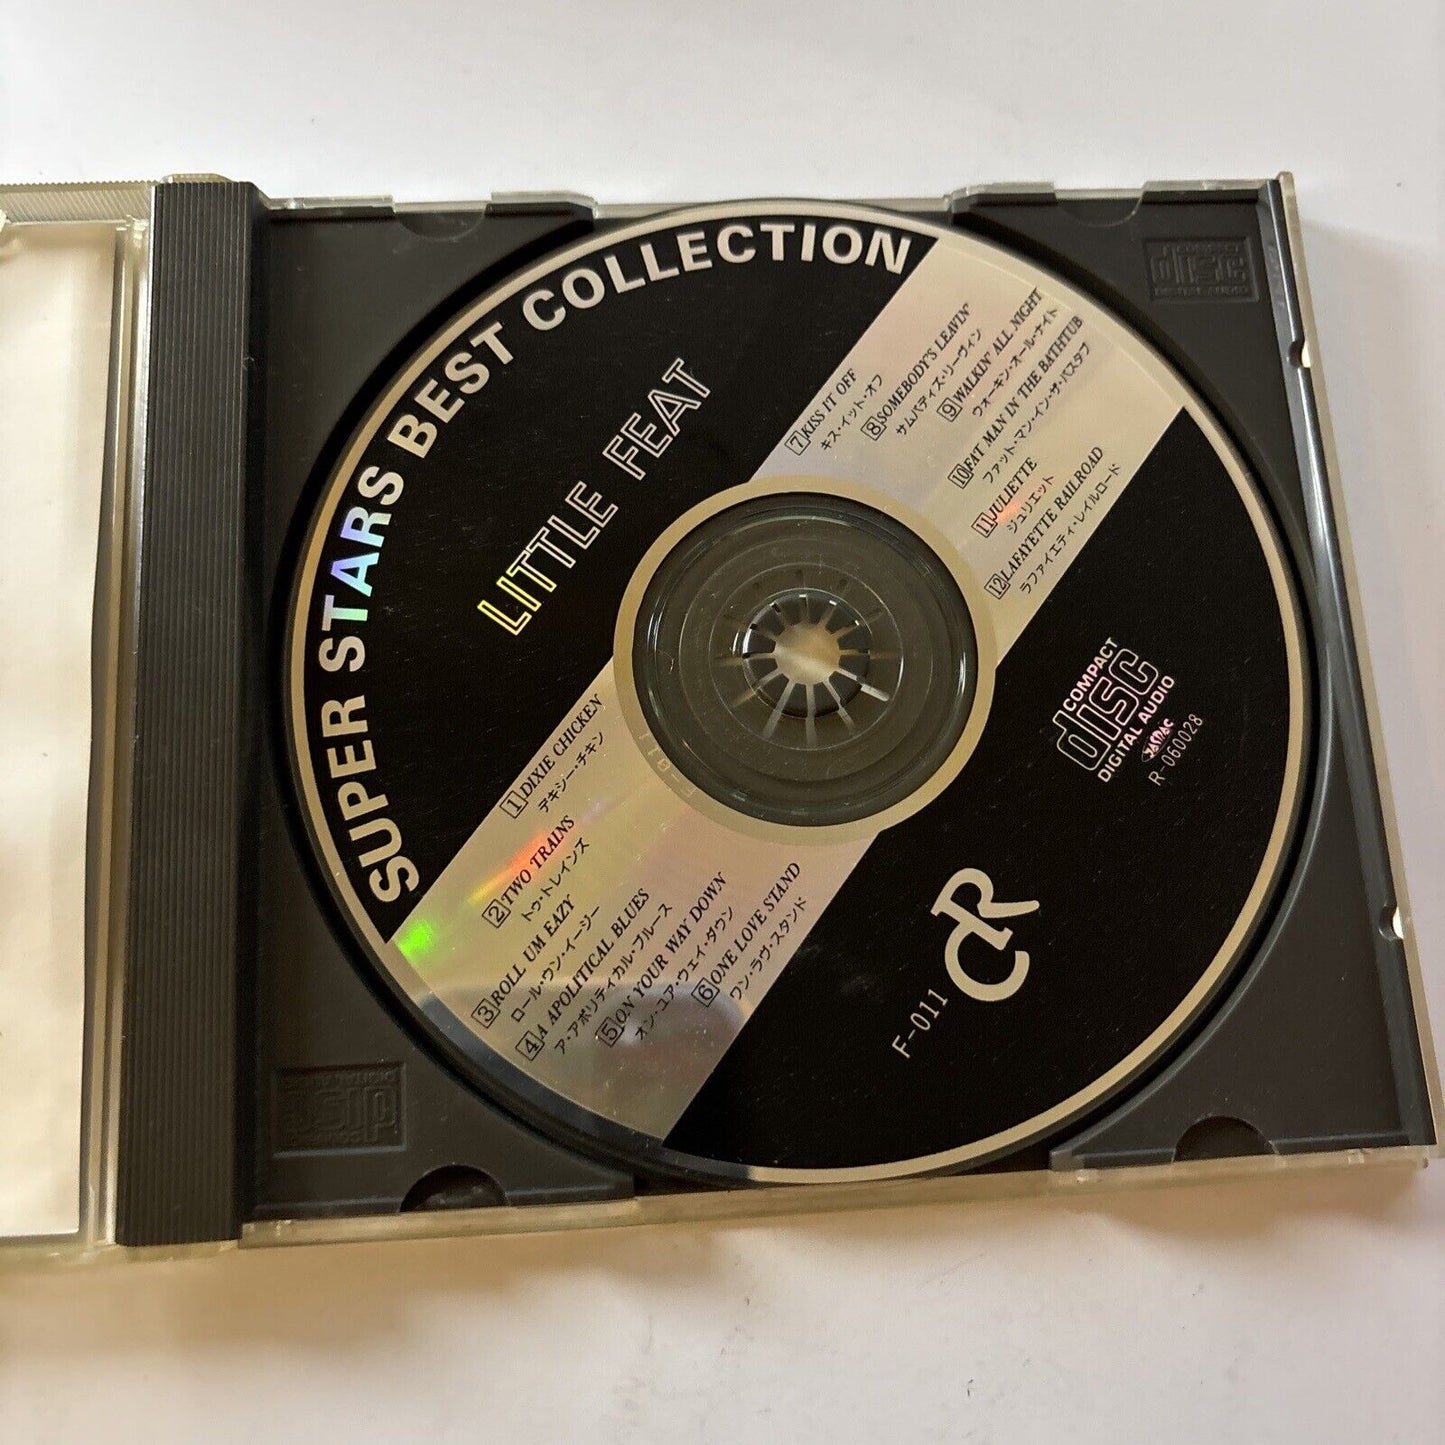 SUPER STARS BEST COLLECTION
LITTLE FEAT
1 DIXIE CHICKEN
デキシー・チキン
2 TWO TRAINS
トゥ・トレインズ
3 ROLL UM EAZY
ロール・ウン・イージー
4 A APOLITICAL BLUES
ア・アポリティカル・ブルース
5 ON YOUR WAY DOWN
オン・ユア・ウェイ・ダウン
6 ONE LOVE STAND
ワン・ラヴ・スタンド
7 KISS IT OFF
キス・イット・オフ
8 SOMEBODY'S LEAVIN'
サムバディズ・リーヴィン
9 WALKIN' ALL NIGHT
ウォーキン・オール・ナイト
10 FAT MAN IN THE BATHTUB
ファット・マン・イン・ザ・バスタブ
11 JULIETTE
ジュリエット
12 LAFAYETTE RAILROAD
ラファイエティ・レイルロード
COMPACT
disc
DIGITAL AUDIO
JASRAC
R-060028
CR
F-011
COMPACT
disc
DIGITAL AUDIO
disc